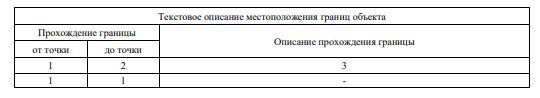 Текстовое описание местоположения границ объекта
Прохождение границы
Описание прохождения границы
от точки до точки
1 2 3
1 1 -